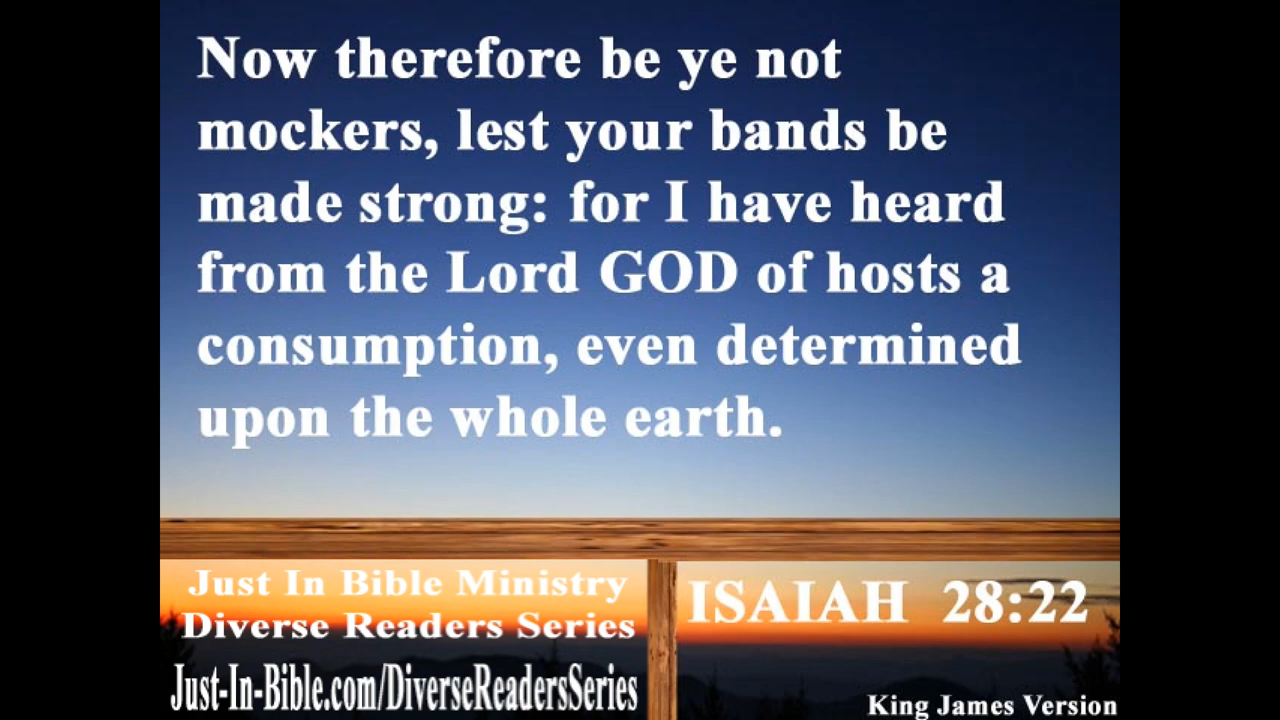 Now therefore be ye not
mockers, lest your bands be
made strong: for I have heard
from the Lord GOD of hosts a
consumption, even determined
upon the whole earth.
Just In Bible Ministry
Diverse Readers Series
Just-In-Bible.com/DiverseReadersSeries
ISAIAH 28:22
King James Version